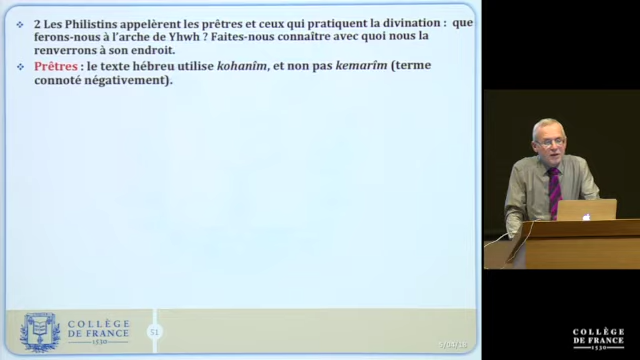 2 Les Philistins appelèrent les prêtres et ceux qui pratiquent la divination : que
ferons-nous à l'arche de Yhwh ? Faites-nous connaître avec quoi nous la
renverrons à son endroit.
Prêtres : le texte hébreu utilise kohanîm, et non pas kemarîm (terme
connoté négativement).
COLLÈGE
DE FRANCE
1530
51
COLLÈGE
DE FRANCE
1530